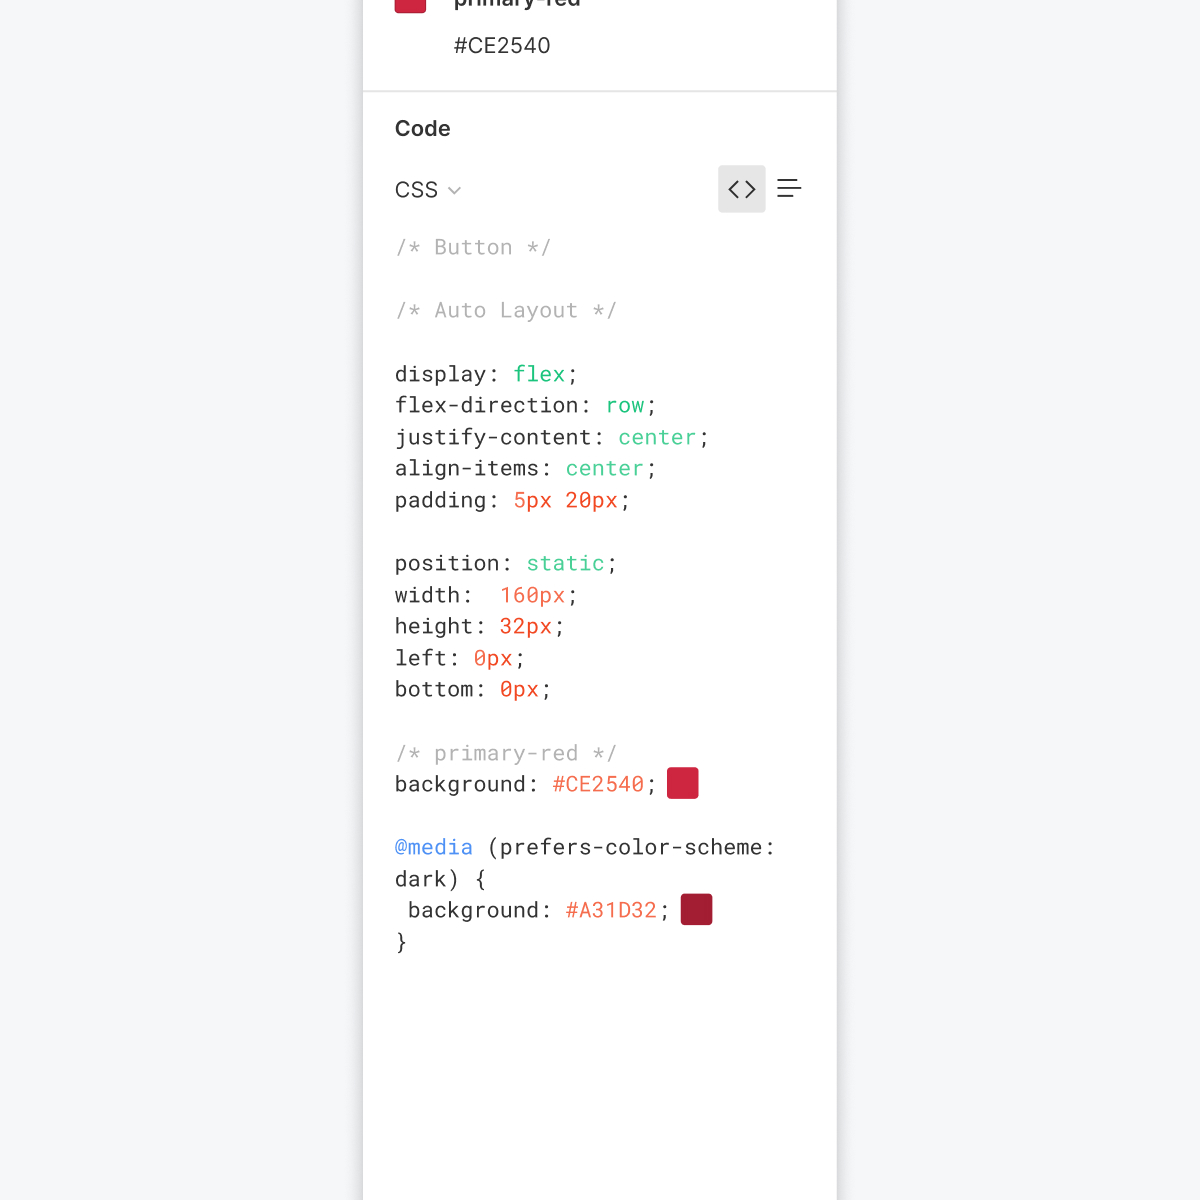 primary-red
#CE2540
Code
CSS
/* Button */
/* Auto Layout */
display: flex;
flex-direction: row;
justify-content: center;
align-items: center;
padding: 5px 20px;
position: static;
width:  160px;
height: 32px;
left: 0px;
bottom: 0px;
/* primary-red */
background: #CE2540;
@media (prefers-color-scheme:
dark) {
 background: #A31D32;
}